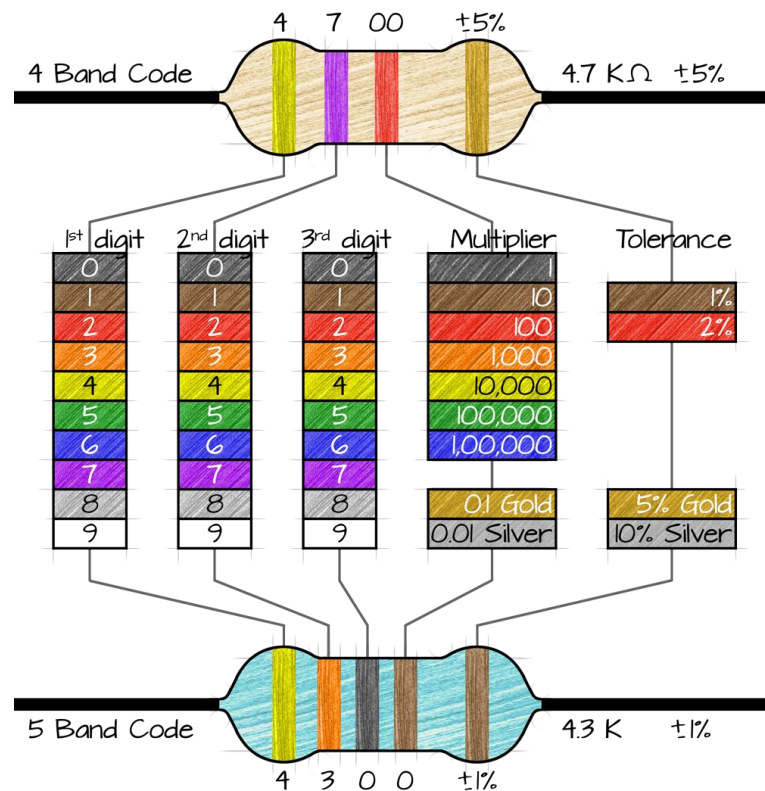 4 7 00 ±5%
4 Band Code 4.7 KΩ ±5%
1st digit 2nd digit 3rd digit Multiplier Tolerance
0 0 0 1
1 1 1 10 1%
2 2 2 100 2%
3 3 3 1,000
4 4 4 10,000
5 5 5 100,000
6 6 6 1,00,000
7 7 7
8 8 8 0.1 Gold 5% Gold
9 9 9 0.01 Silver 10% Silver
5 Band Code 4.3 K ±1%
4 3 0 0 ±1%